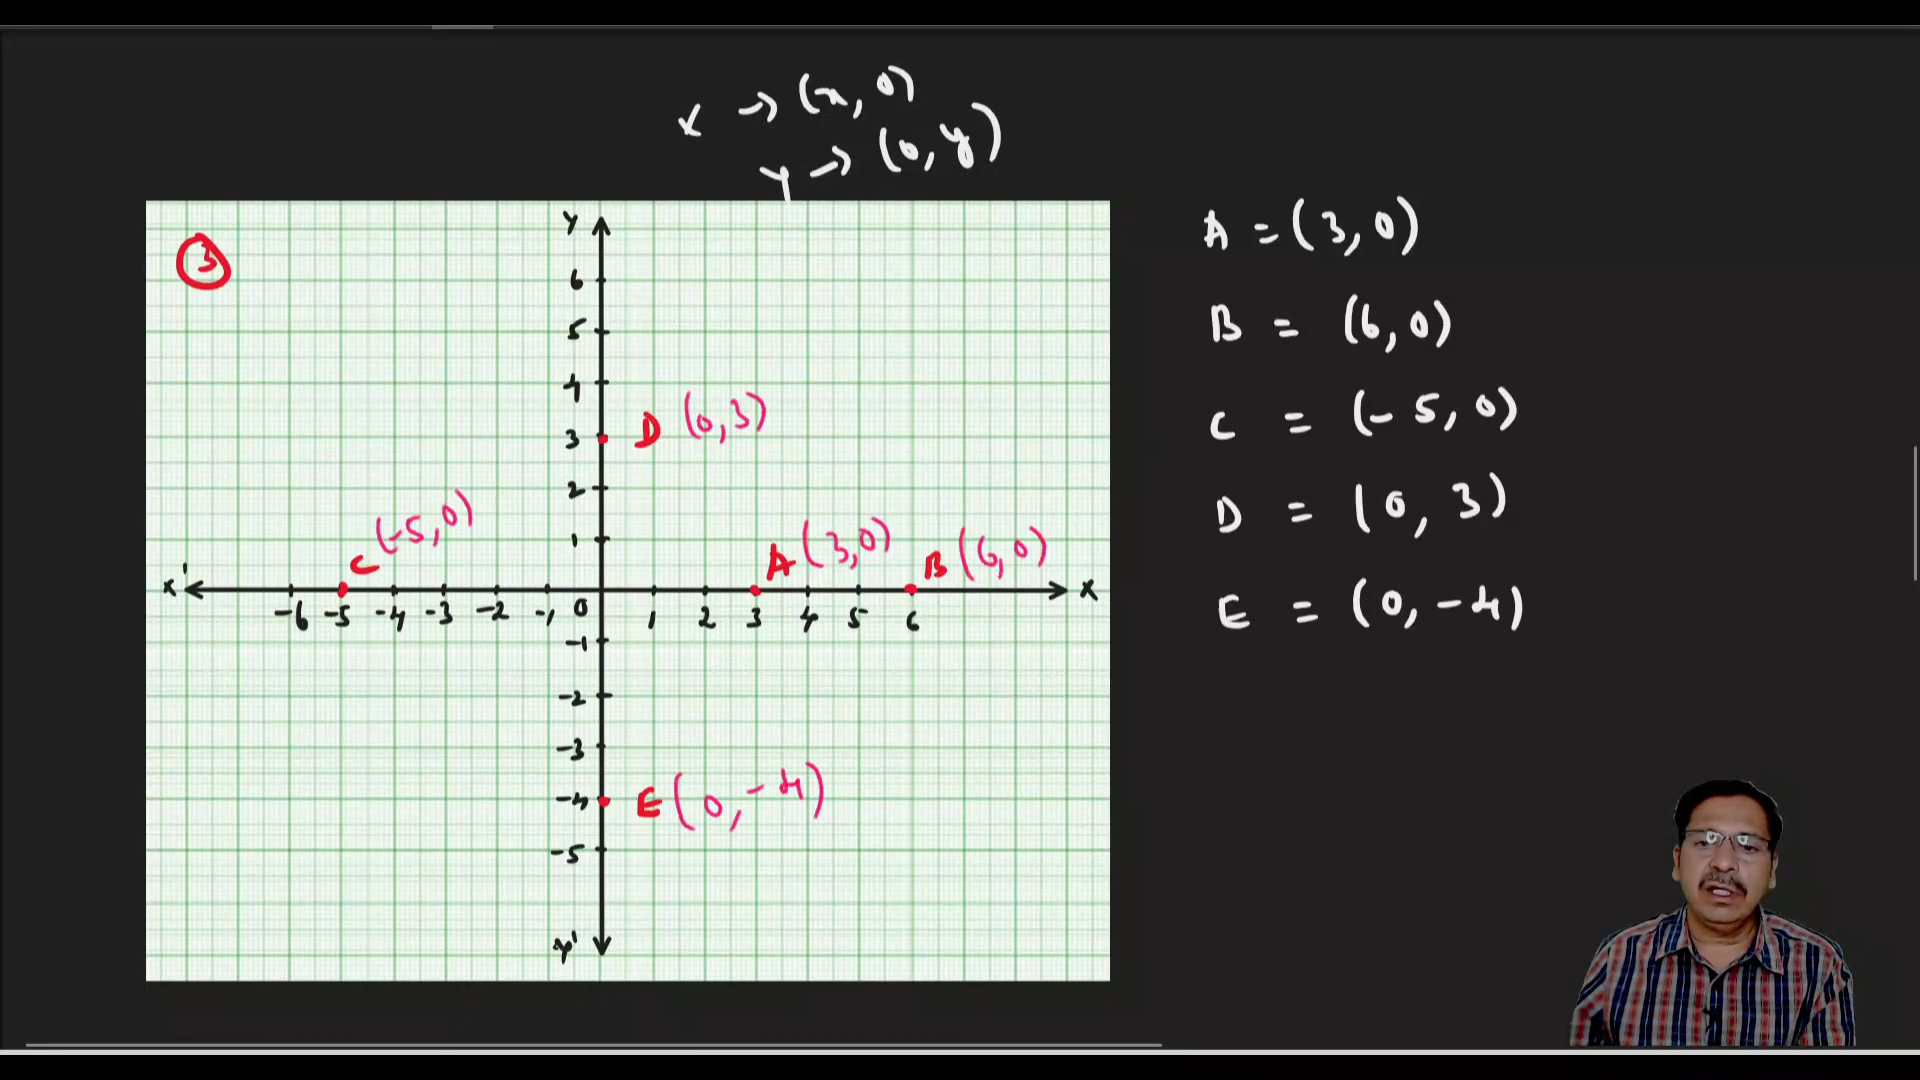 x → (x, 0)
y → (0, y)
3
Y
6
5
4
3
D (0,3)
2
1
C (-5,0)
A (3,0)
B (6,0)
x'
x
-6 -5 -4 -3 -2 -1 0 1 2 3 4 5 6
-1
-2
-3
-4
E (0,-4)
-5
y'
A = (3,0)
B = (6,0)
C = (-5,0)
D = (0, 3)
E = (0, -4)